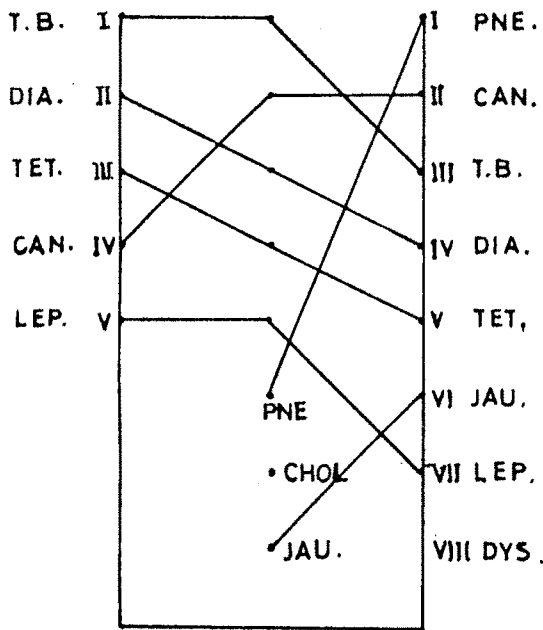 T.B. I I PNE.
DIA. II II CAN.
TET. III III T.B.
CAN. IV IV DIA.
LEP. V V TET,
PNE VI JAU.
CHOL VII LEP.
JAU. VIII DYS.